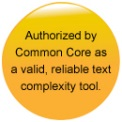 Authorized by
Common Core as
a valid, reliable text
complexity tool.